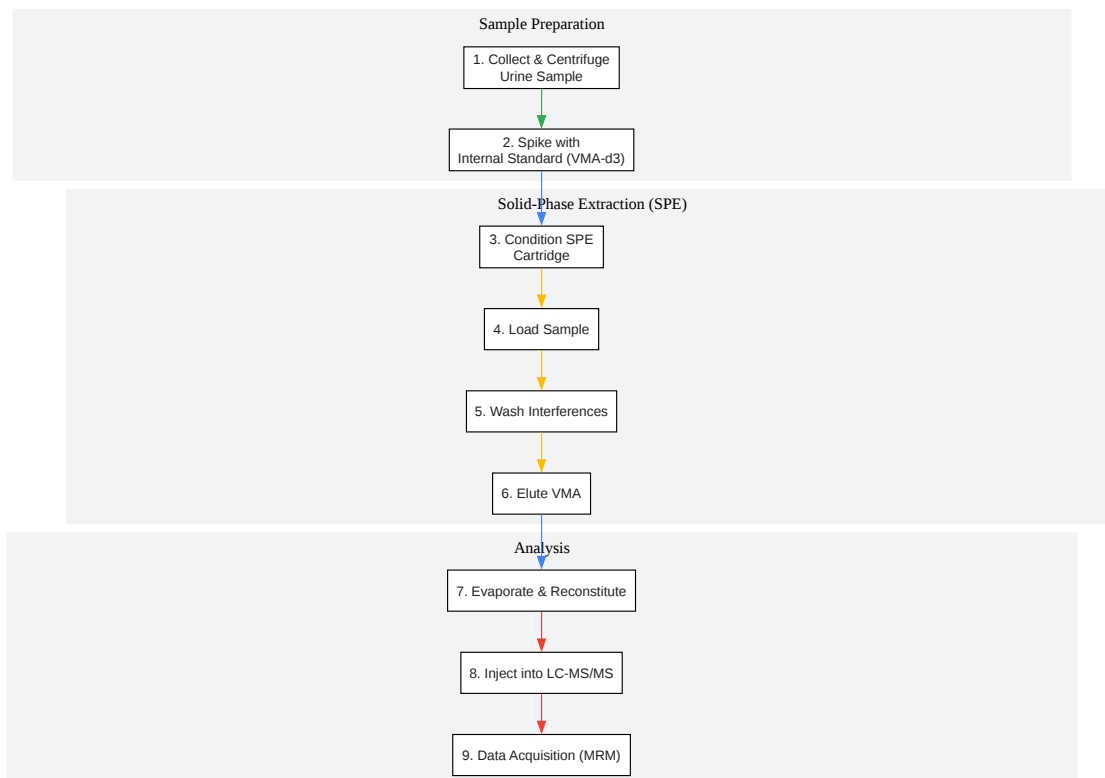 Sample Preparation
1. Collect & Centrifuge
Urine Sample
2. Spike with
Internal Standard (VMA-d3)
Solid-Phase Extraction (SPE)
3. Condition SPE
Cartridge
4. Load Sample
5. Wash Interferences
6. Elute VMA
Analysis
7. Evaporate & Reconstitute
8. Inject into LC-MS/MS
9. Data Acquisition (MRM)